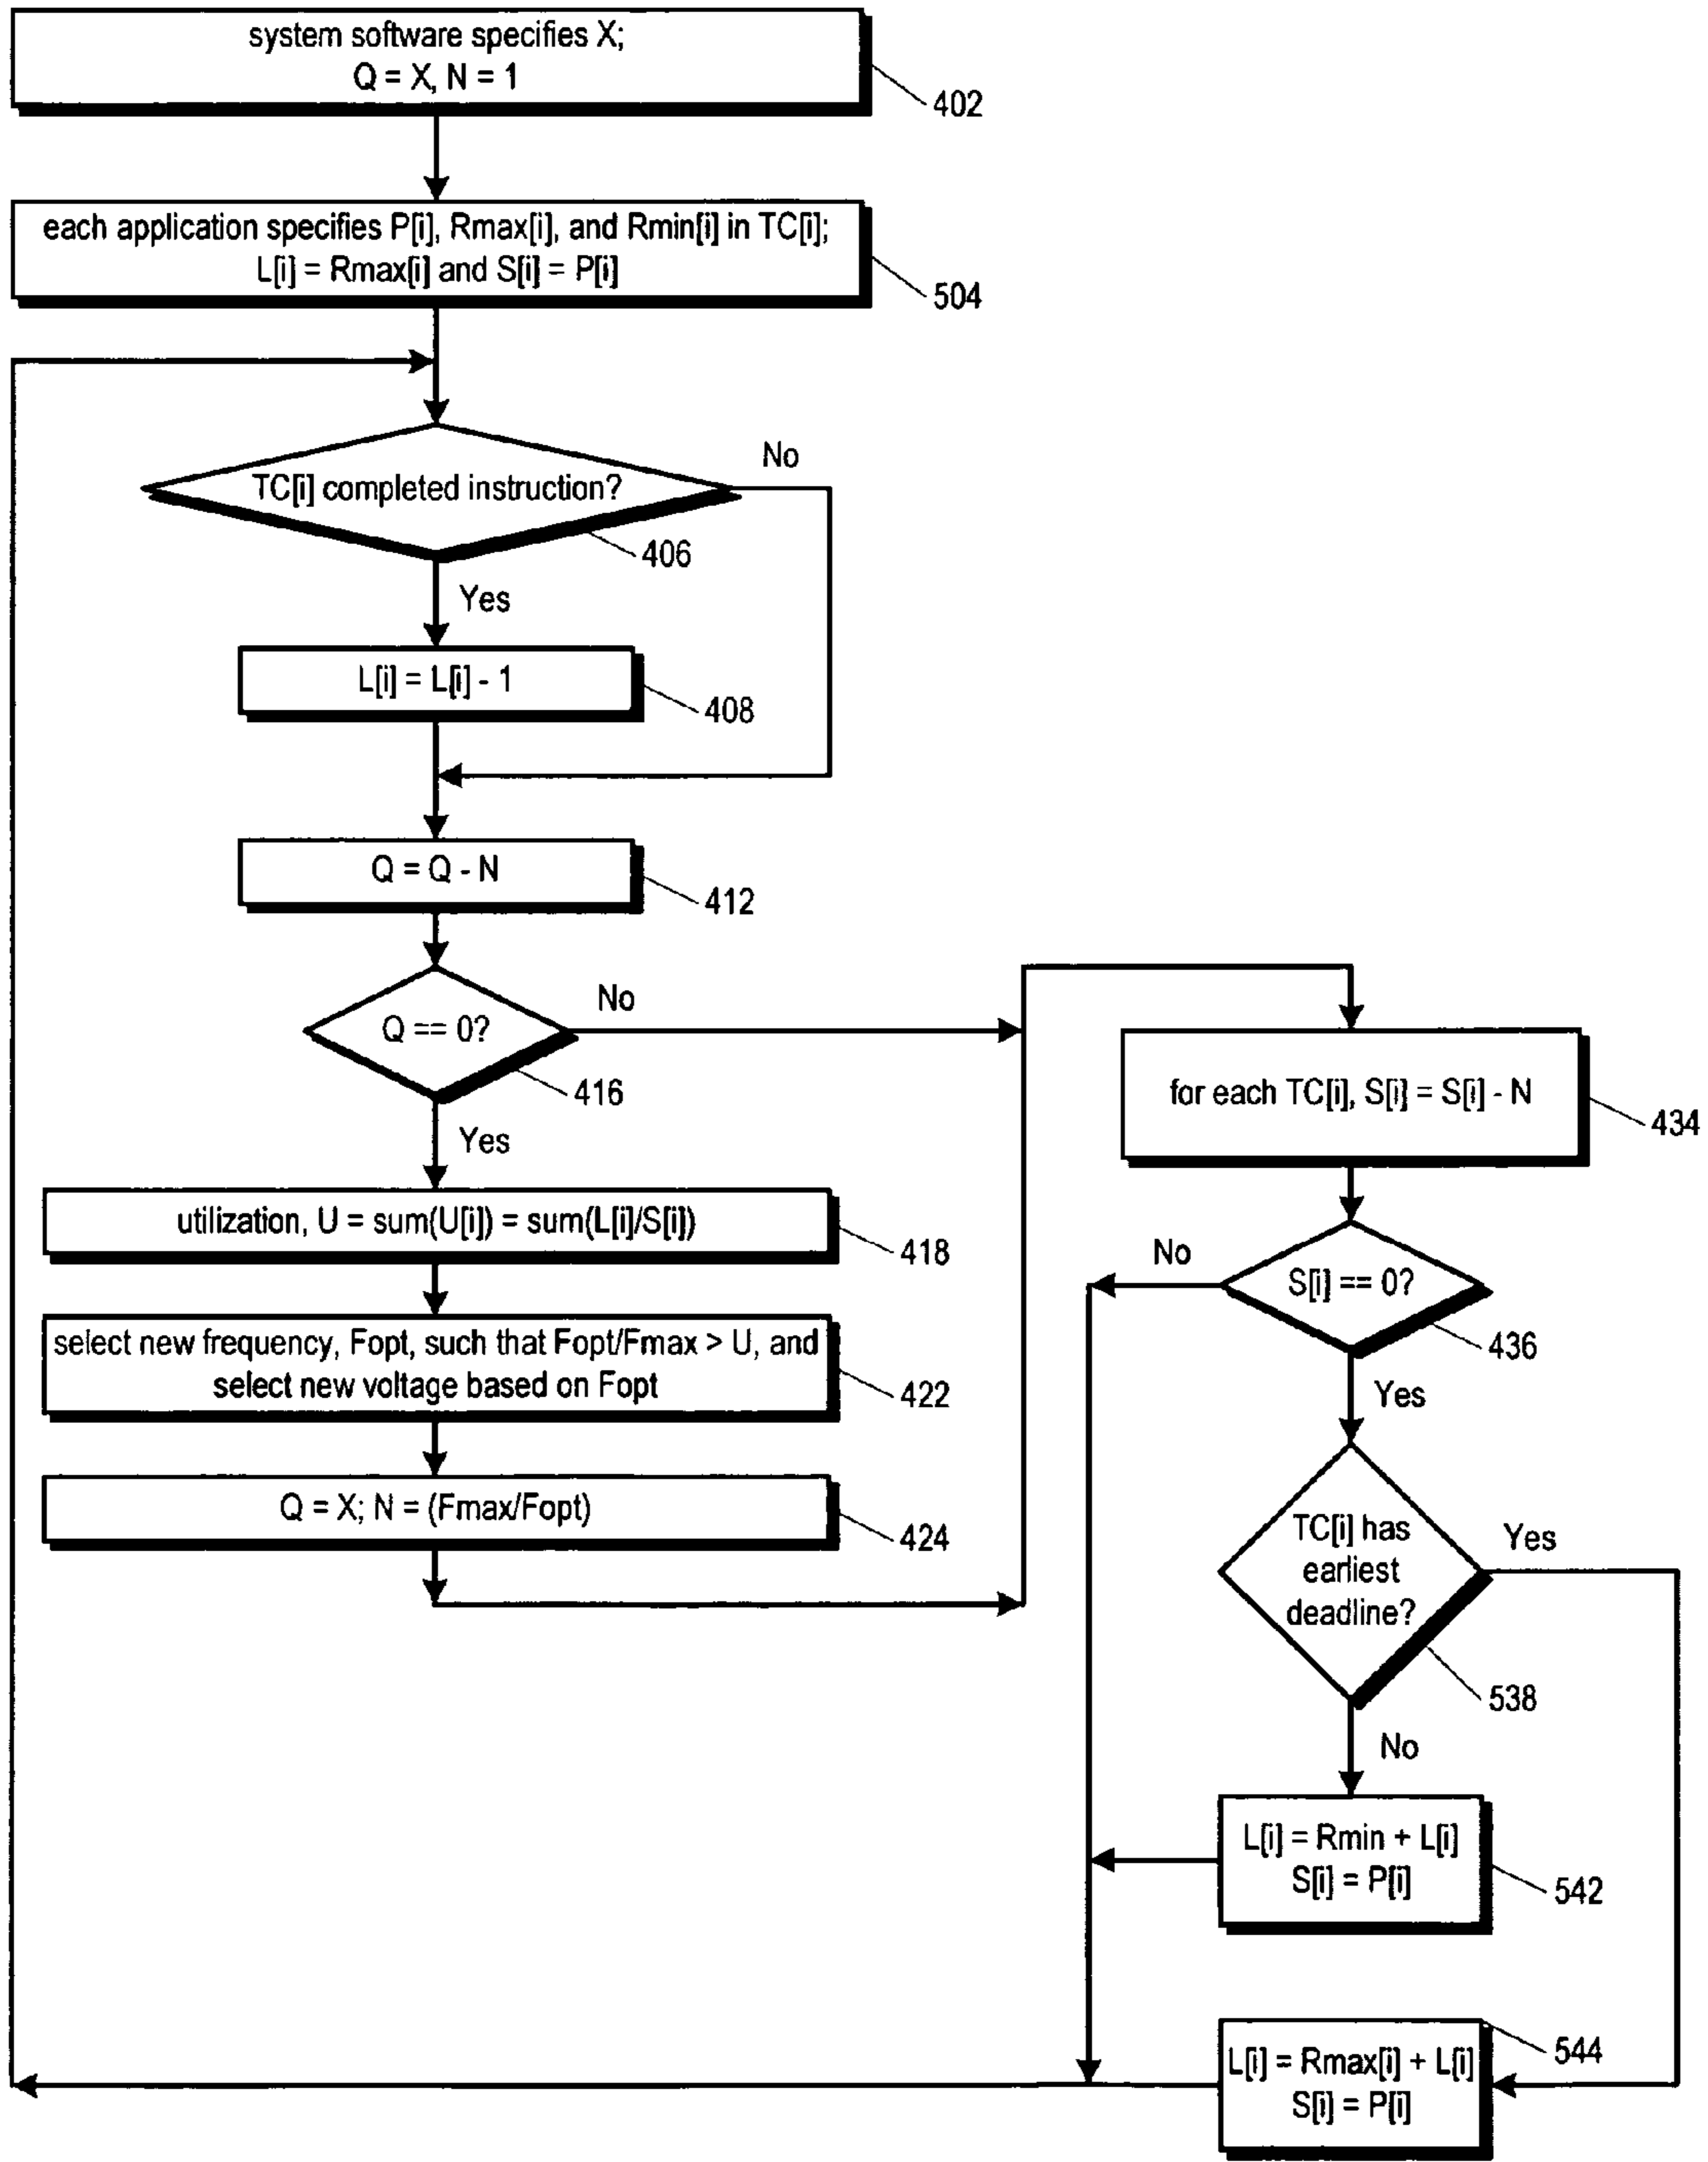 system software specifies X;
Q = X, N = 1
402
each application specifies P[i], Rmax[i], and Rmin[i] in TC[i];
L[i] = Rmax[i] and S[i] = P[i]
504
TC[i] completed instruction?
No
406
Yes
L[i] = L[i] - 1
408
Q = Q - N
412
Q == 0?
No
416
Yes
utilization, U = sum(U[i]) = sum(L[i]/S[i])
418
select new frequency, Fopt, such that Fopt/Fmax > U, and
select new voltage based on Fopt
422
Q = X; N = (Fmax/Fopt)
424
for each TC[i], S[i] = S[i] - N
434
S[i] == 0?
No
436
Yes
TC[i] has
earliest
deadline?
Yes
538
No
L[i] = Rmin + L[i]
S[i] = P[i]
542
L[i] = Rmax[i] + L[i]
S[i] = P[i]
544